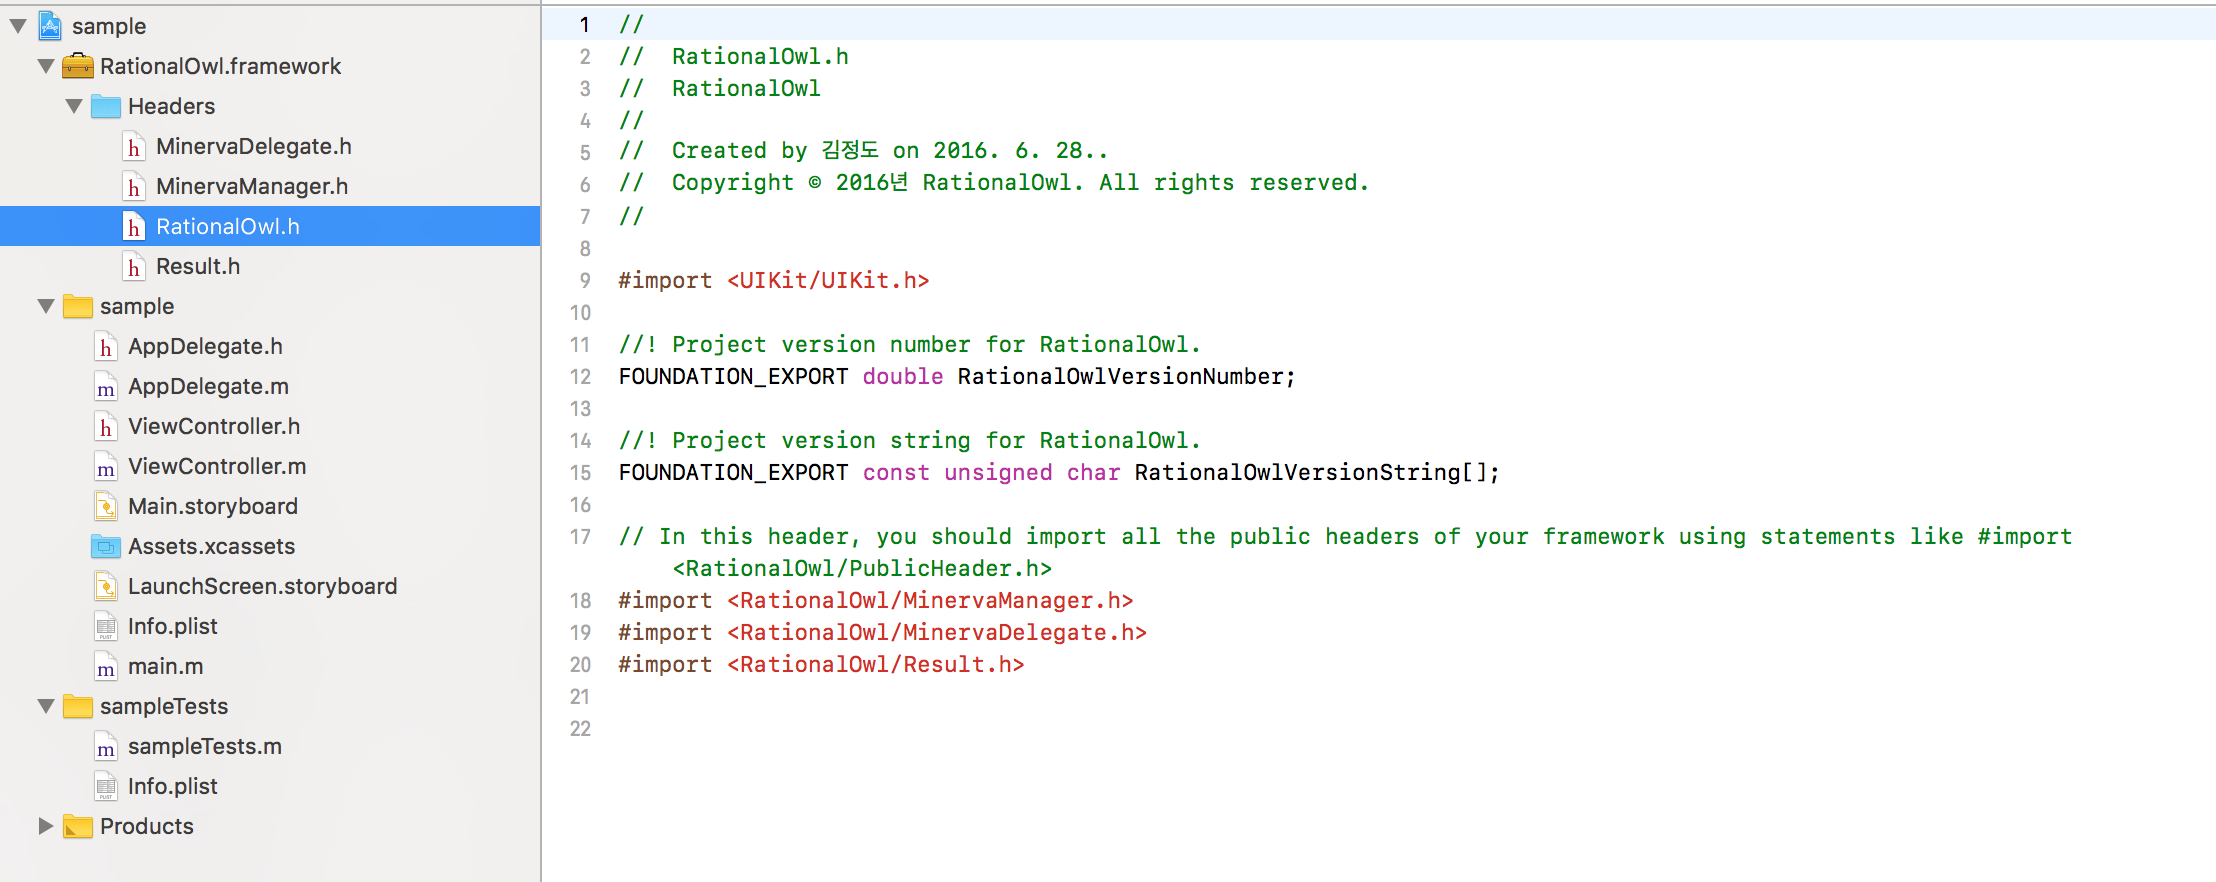 sample
RationalOwl.framework
Headers
h MinervaDelegate.h
h MinervaManager.h
h RationalOwl.h
h Result.h
sample
h AppDelegate.h
m AppDelegate.m
h ViewController.h
m ViewController.m
Main.storyboard
Assets.xcassets
LaunchScreen.storyboard
Info.plist
m main.m
sampleTests
m sampleTests.m
Info.plist
Products
1 //
2 //  RationalOwl.h
3 //  RationalOwl
4 //
5 //  Created by 김정도 on 2016. 6. 28..
6 //  Copyright © 2016년 RationalOwl. All rights reserved.
7 //
8
9 #import <UIKit/UIKit.h>
10
11 //! Project version number for RationalOwl.
12 FOUNDATION_EXPORT double RationalOwlVersionNumber;
13
14 //! Project version string for RationalOwl.
15 FOUNDATION_EXPORT const unsigned char RationalOwlVersionString[];
16
17 // In this header, you should import all the public headers of your framework using statements like #import
<RationalOwl/PublicHeader.h>
18 #import <RationalOwl/MinervaManager.h>
19 #import <RationalOwl/MinervaDelegate.h>
20 #import <RationalOwl/Result.h>
21
22